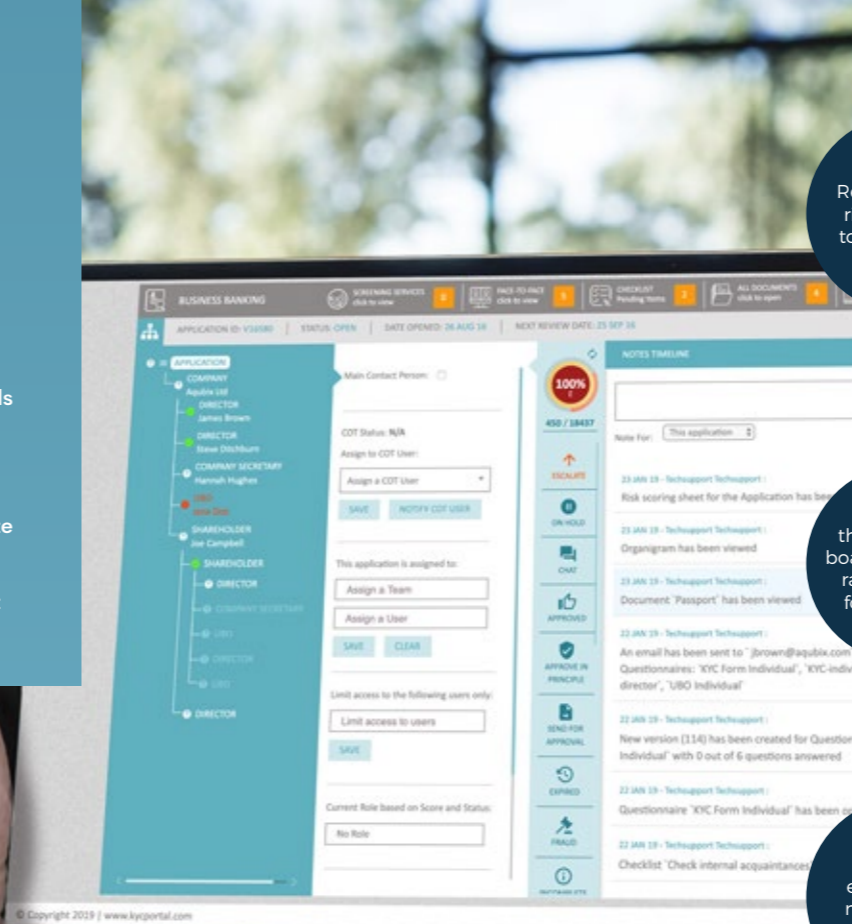 BUSINESS BANKING
SCREENING SERVICES
click to view
0
FACE-TO-FACE
click to view
5
CHECKLIST
Pending Items
2
ALL DOCUMENTS
click to open
4
APPLICATION ID: V16580
STATUS: OPEN
DATE OPENED: 26 AUG 16
NEXT REVIEW DATE: 25 SEP 16
APPLICATION
COMPANY
Aqubix Ltd
DIRECTOR
James Brown
DIRECTOR
Steve Ditchburn
COMPANY SECRETARY
Hannah Hughes
UBO
SHAREHOLDER
Joe Campbell
SHAREHOLDER
DIRECTOR
COMPANY SECRETARY
UBO
DIRECTOR
UBO
DIRECTOR
Main Contact Person:
COT Status: N/A
Assign to COT User:
Assign a COT User
SAVE
NOTIFY COT USER
This application is assigned to:
Assign a Team
Assign a User
SAVE
CLEAR
Limit access to the following users only:
Limit access to users
SAVE
Current Role based on Score and Status:
No Role
100%
450 / 18437
ESCALATE
ON HOLD
CHAT
APPROVED
APPROVE IN
PRINCIPLE
SEND FOR
APPROVAL
EXPIRED
FRAUD
INCOMPLETE
NOTES TIMELINE
Note For:
This application
23 JAN 19 - Techsupport Techsupport :
Risk scoring sheet for the Application has bee
23 JAN 19 - Techsupport Techsupport :
Organigram has been viewed
23 JAN 19 - Techsupport Techsupport :
Document `Passport` has been viewed
22 JAN 19 - Techsupport Techsupport :
An email has been sent to ` jbrown@aqubix.com
Questionnaires: `KYC Form Individual`, `KYC-indiv
director`, `UBO Individual`
22 JAN 19 - Techsupport Techsupport :
New version (114) has been created for Question
Individual` with 0 out of 6 questions answered
22 JAN 19 - Techsupport Techsupport :
Questionnaire `KYC Form Individual` has been o
22 JAN 19 - Techsupport Techsupport :
Checklist `Check internal acquaintances`
© Copyright 2019 | www.kycportal.com